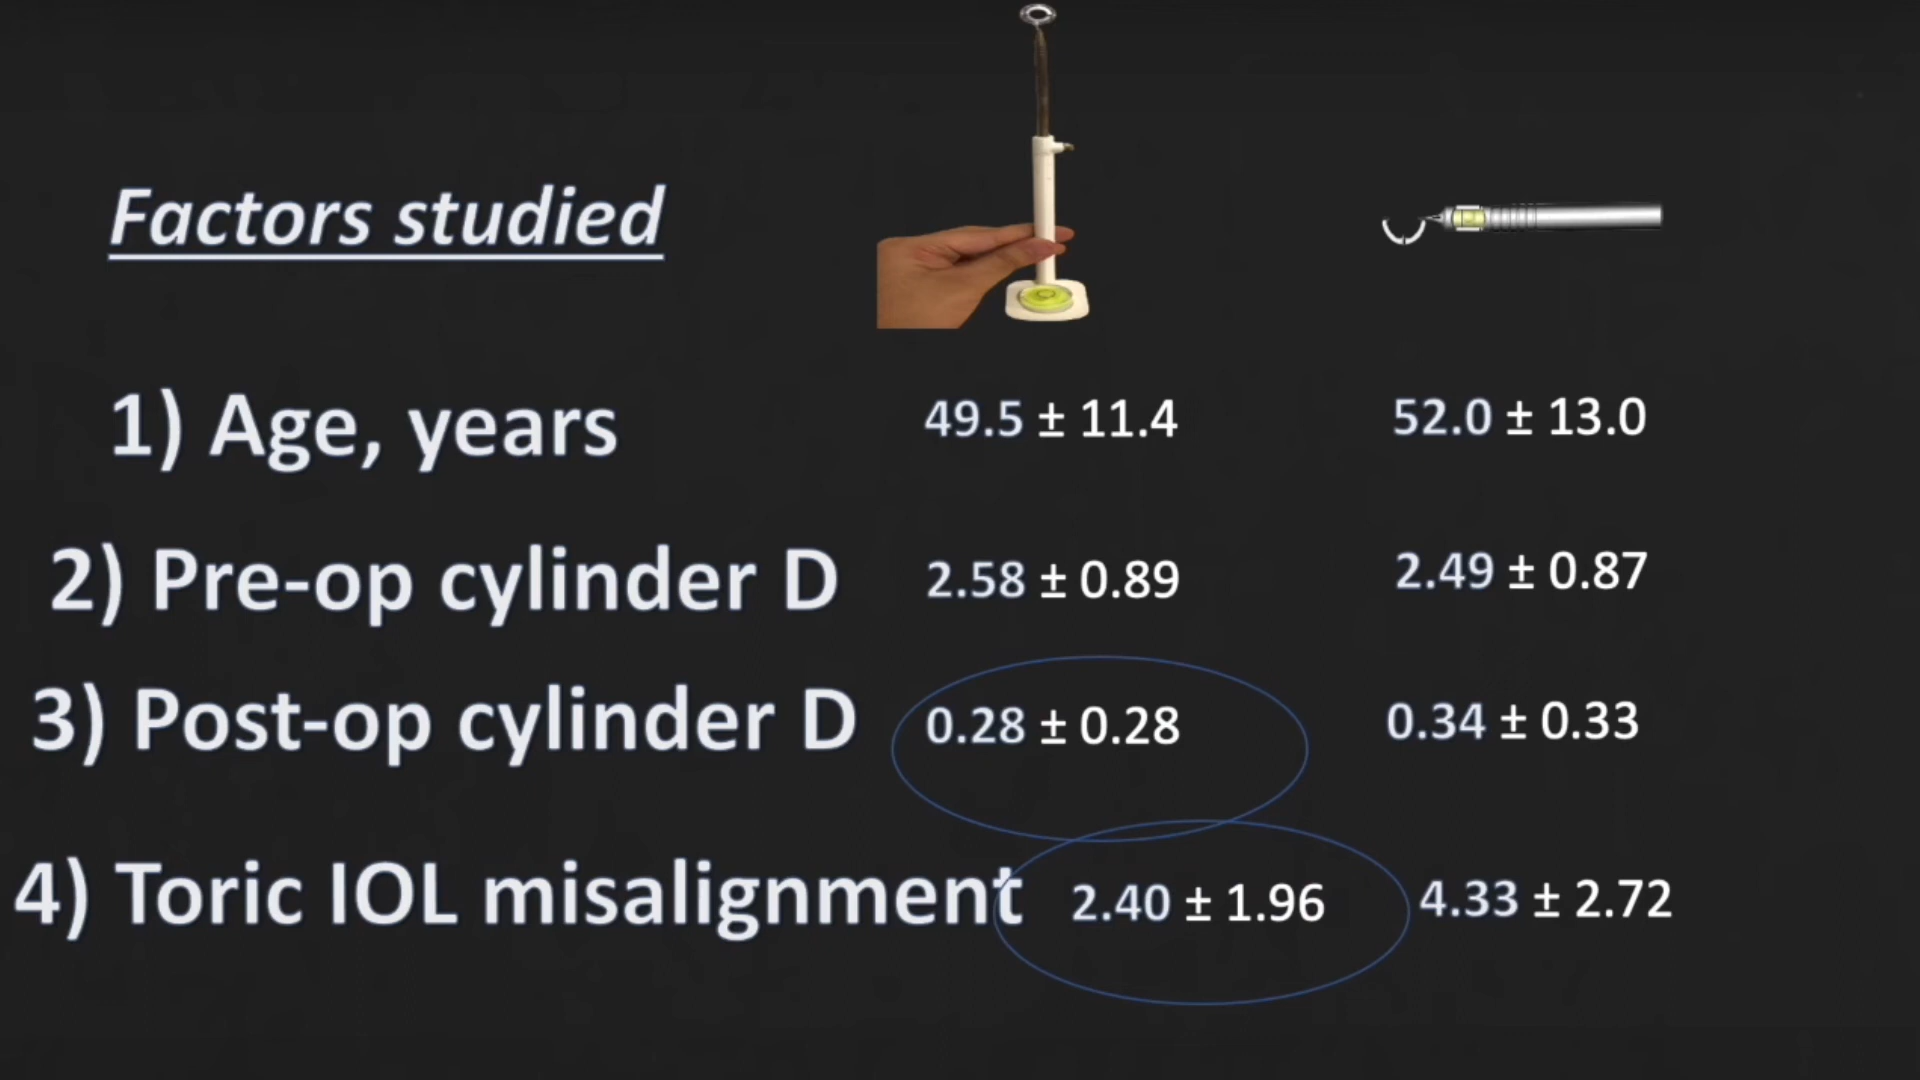 Factors studied
1) Age, years 49.5 ± 11.4 52.0 ± 13.0
2) Pre-op cylinder D 2.58 ± 0.89 2.49 ± 0.87
3) Post-op cylinder D 0.28 ± 0.28 0.34 ± 0.33
4) Toric IOL misalignment 2.40 ± 1.96 4.33 ± 2.72